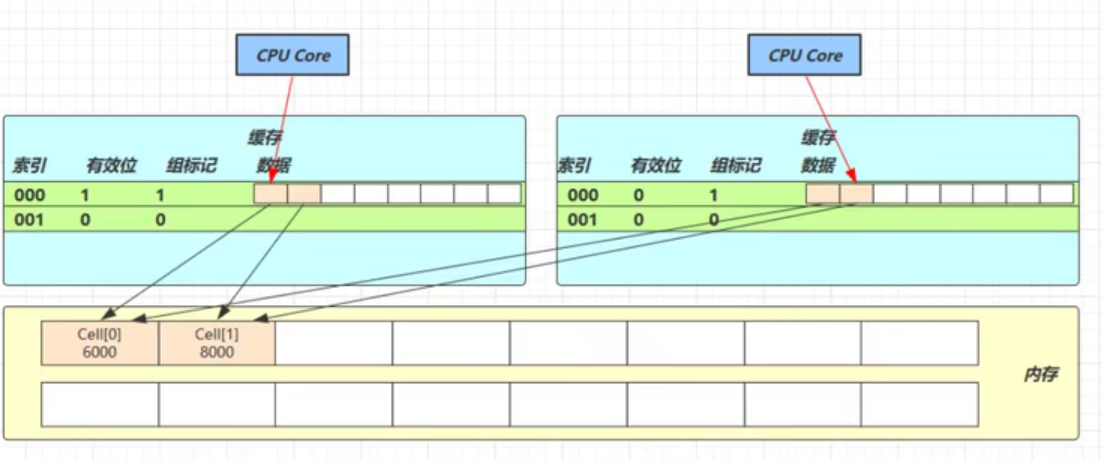 CPU Core CPU Core
缓存 缓存
索引 有效位 组标记 数据 索引 有效位 组标记 数据
000 1 1 000 0 1
001 0 0 001 0 0
Cell[0] Cell[1]
6000 8000
内存